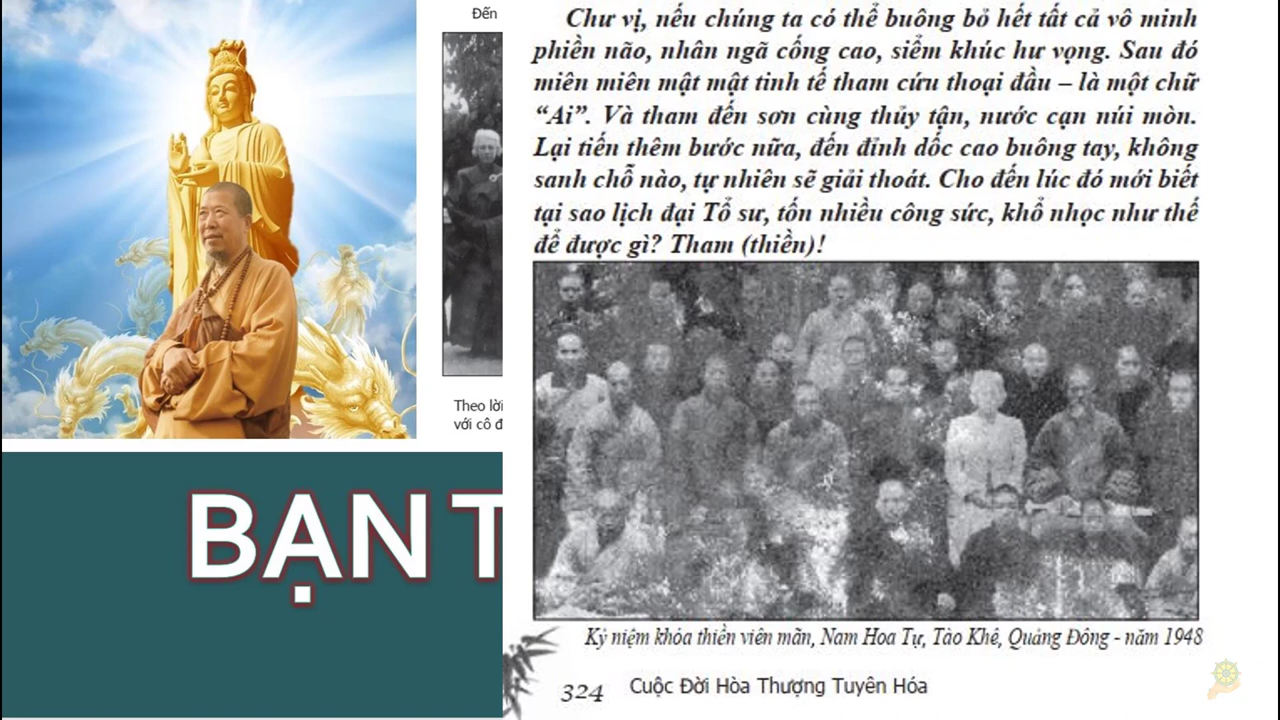 Đến
Theo lời
với cô đ
BẠN T
Chư vị, nếu chúng ta có thể buông bỏ hết tất cả vô minh
phiền não, nhân ngã cống cao, siểm khúc hư vọng. Sau đó
miên miên mật mật tinh tế tham cứu thoại đầu – là một chữ
“Ai”. Và tham đến sơn cùng thủy tận, nước cạn núi mòn.
Lại tiến thêm bước nữa, đến đỉnh dốc cao buông tay, không
sanh chỗ nào, tự nhiên sẽ giải thoát. Cho đến lúc đó mới biết
tại sao lịch đại Tổ sư, tốn nhiều công sức, khổ nhọc như thế
để được gì? Tham (thiền)!
Kỷ niệm khóa thiền viên mãn, Nam Hoa Tự, Tào Khê, Quảng Đông - năm 1948
324 Cuộc Đời Hòa Thượng Tuyên Hóa